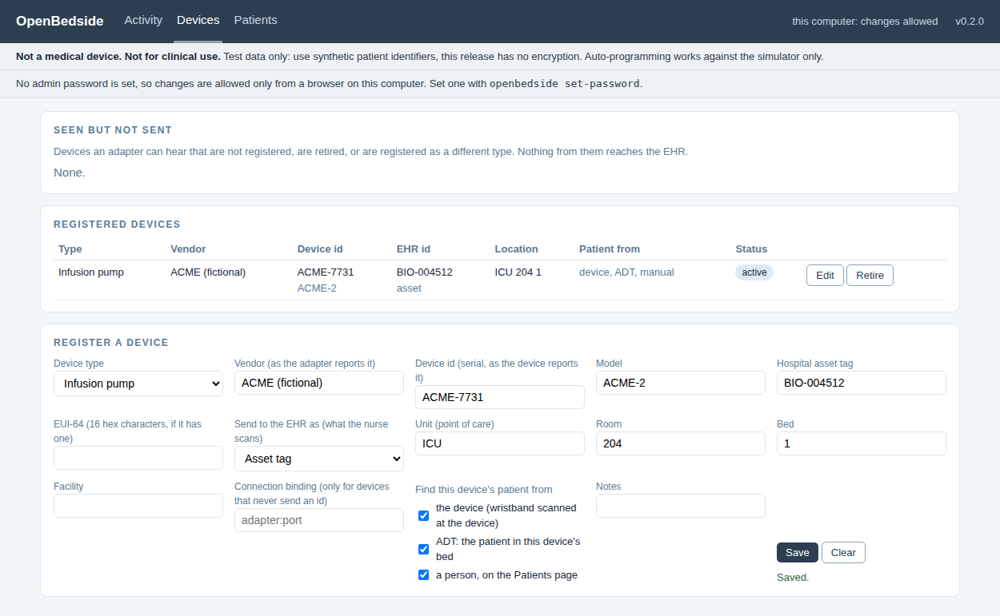 OpenBedside Activity Devices Patients this computer: changes allowed v0.2.0
Not a medical device. Not for clinical use. Test data only: use synthetic patient identifiers, this release has no encryption. Auto-programming works against the simulator only.
No admin password is set, so changes are allowed only from a browser on this computer. Set one with openbedside set-password.
SEEN BUT NOT SENT
Devices an adapter can hear that are not registered, are retired, or are registered as a different type. Nothing from them reaches the EHR.
None.
REGISTERED DEVICES
Type Vendor Device id EHR id Location Patient from Status
Infusion pump ACME (fictional) ACME-7731 BIO-004512 ICU 204 1 device, ADT, manual active Edit Retire
ACME-2 asset
REGISTER A DEVICE
Device type
Infusion pump
Vendor (as the adapter reports it)
ACME (fictional)
Device id (serial, as the device reports
it)
ACME-7731
Model
ACME-2
Hospital asset tag
BIO-004512
EUI-64 (16 hex characters, if it has
one)
Send to the EHR as (what the nurse
scans)
Asset tag
Unit (point of care)
ICU
Room
204
Bed
1
Facility
Connection binding (only for devices
that never send an id)
adapter:port
Find this device's patient from
the device (wristband scanned
at the device)
ADT: the patient in this device's
bed
a person, on the Patients page
Notes
Save Clear
Saved.